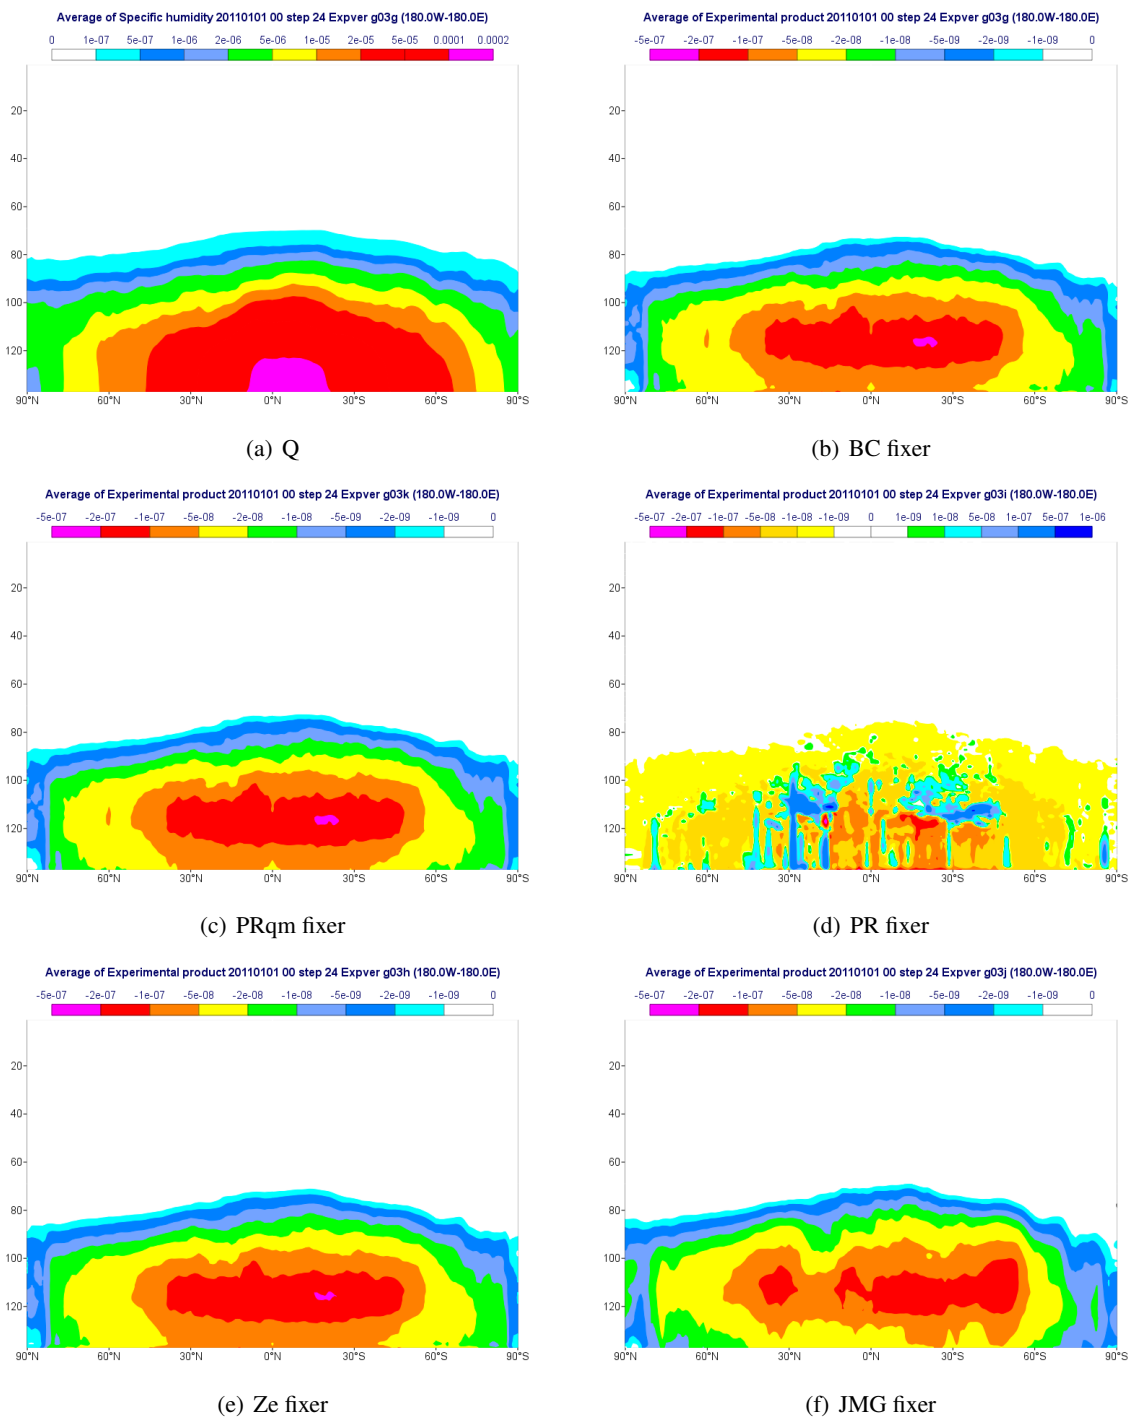 Average of Specific humidity 20110101 00 step 24 Expver g03g (180.0W-180.0E)
0 1e-07 5e-07 1e-06 2e-06 5e-06 1e-05 2e-05 5e-05 0.0001 0.0002
20
40
60
80
100
120
90°N 60°N 30°N 0°N 30°S 60°S 90°S
(a) Q
Average of Experimental product 20110101 00 step 24 Expver g03g (180.0W-180.0E)
-5e-07 -2e-07 -1e-07 -5e-08 -2e-08 -1e-08 -5e-09 -2e-09 -1e-09 0
20
40
60
80
100
120
90°N 60°N 30°N 0°N 30°S 60°S 90°S
(b) BC fixer
Average of Experimental product 20110101 00 step 24 Expver g03k (180.0W-180.0E)
-5e-07 -2e-07 -1e-07 -5e-08 -2e-08 -1e-08 -5e-09 -2e-09 -1e-09 0
20
40
60
80
100
120
90°N 60°N 30°N 0°N 30°S 60°S 90°S
(c) PRqm fixer
Average of Experimental product 20110101 00 step 24 Expver g03i (180.0W-180.0E)
-5e-07 -2e-07 -1e-07 -5e-08 -1e-08 -1e-09 0 1e-09 1e-08 5e-08 1e-07 5e-07 1e-06
20
40
60
80
100
120
90°N 60°N 30°N 0°N 30°S 60°S 90°S
(d) PR fixer
Average of Experimental product 20110101 00 step 24 Expver g03h (180.0W-180.0E)
-5e-07 -2e-07 -1e-07 -5e-08 -2e-08 -1e-08 -5e-09 -2e-09 -1e-09 0
20
40
60
80
100
120
90°N 60°N 30°N 0°N 30°S 60°S 90°S
(e) Ze fixer
Average of Experimental product 20110101 00 step 24 Expver g03j (180.0W-180.0E)
-5e-07 -2e-07 -1e-07 -5e-08 -2e-08 -1e-08 -5e-09 -2e-09 -1e-09 0
20
40
60
80
100
120
90°N 60°N 30°N 0°N 30°S 60°S 90°S
(f) JMG fixer